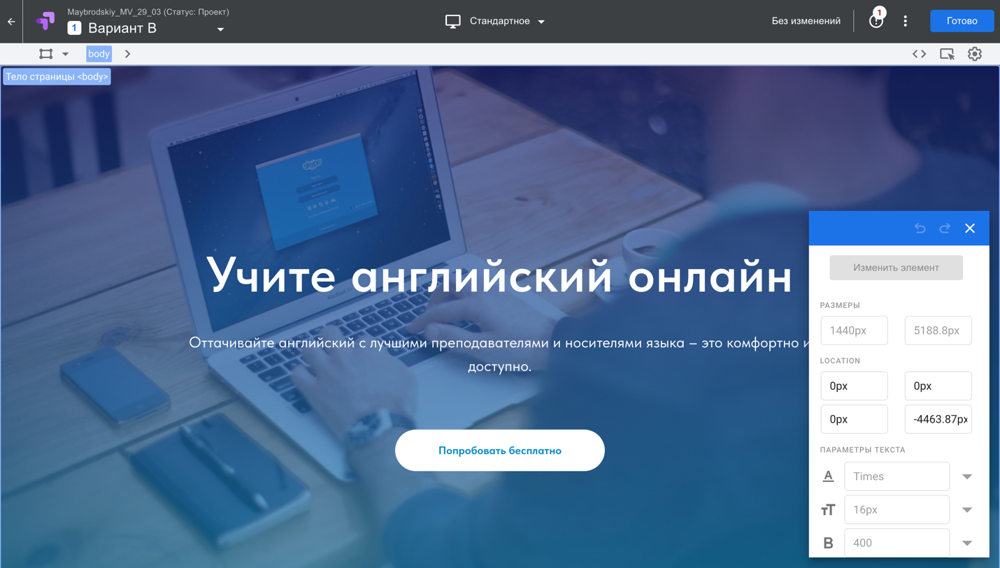 Maybrodskiy_MV_29_03 (Статус: Проект)
1 Вариант B
Стандартное
Без изменений
1
Готово
body
Тело страницы <body>
skype
Учите английский онлайн
Оттачивайте английский с лучшими преподавателями и носителями языка – это комфортно и
доступно.
Попробовать бесплатно
Изменить элемент
РАЗМЕРЫ
1440px 5188.8px
LOCATION
0px 0px
0px -4463.87px
ПАРАМЕТРЫ ТЕКСТА
A Times
тТ 16px
B 400